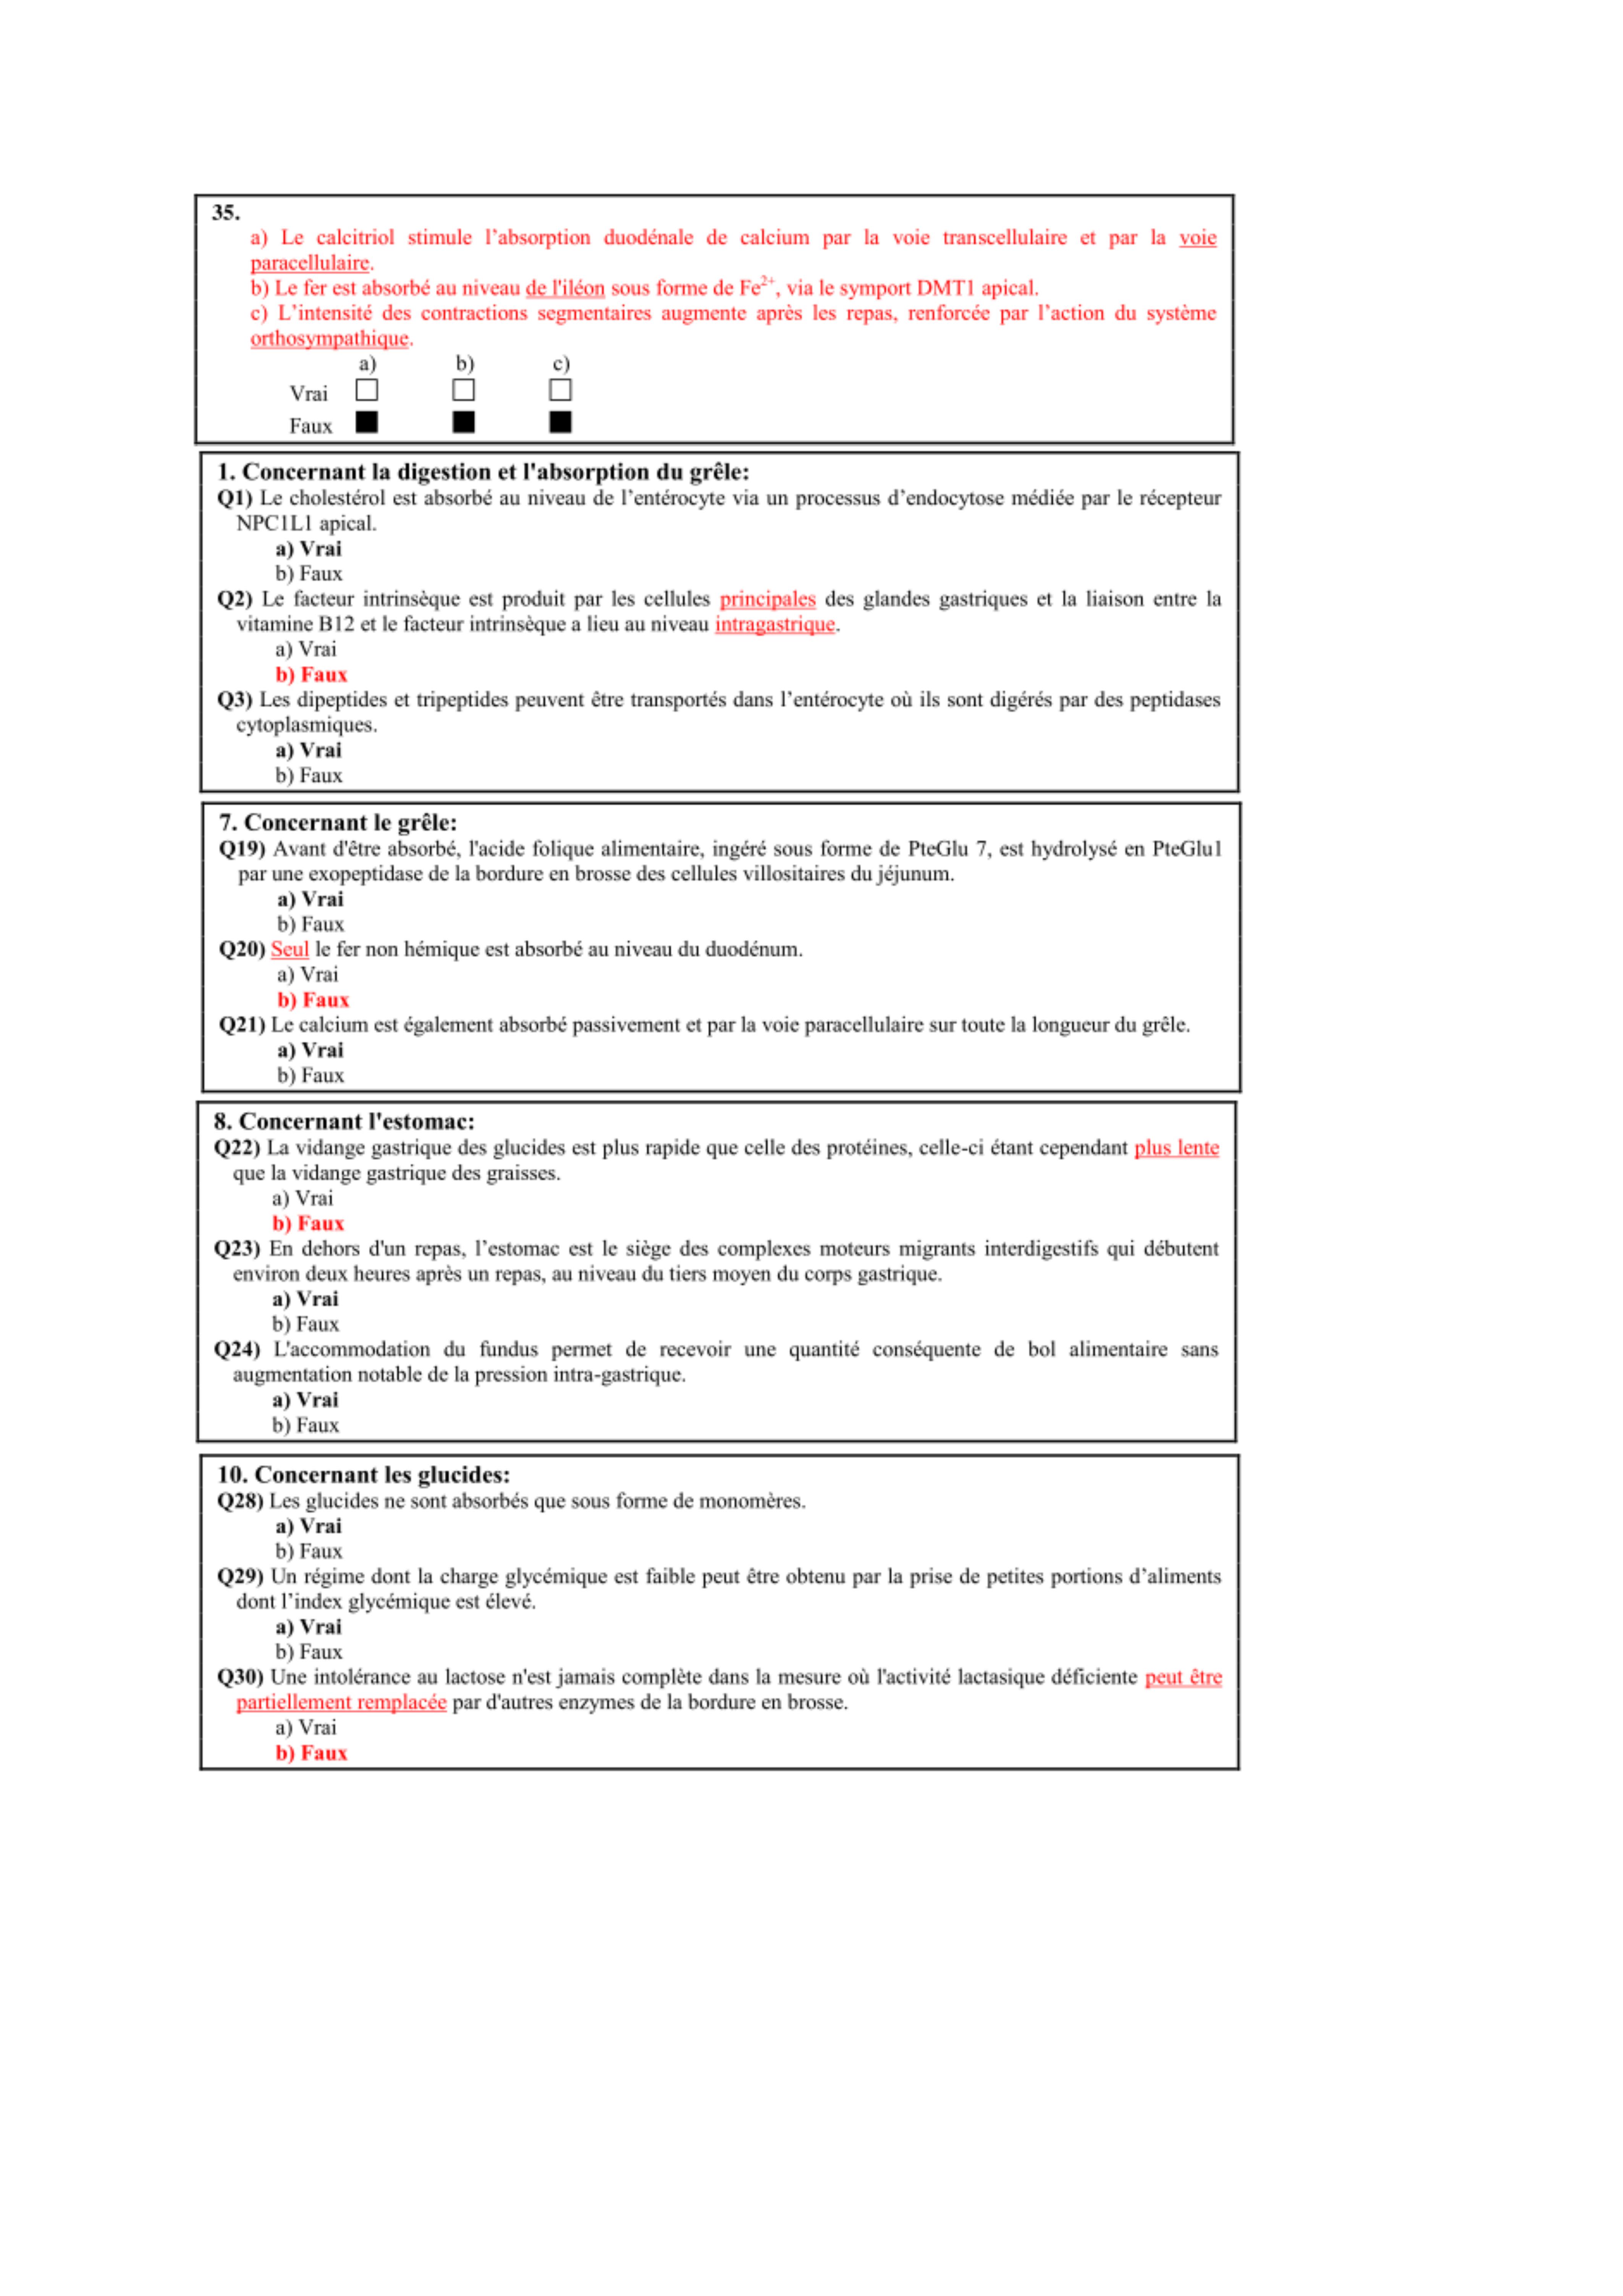 35.
a) Le calcitriol stimule l’absorption duodénale de calcium par la voie transcellulaire et par la voie
paracellulaire.
b) Le fer est absorbé au niveau de l'iléon sous forme de Fe²⁺, via le symport DMT1 apical.
c) L’intensité des contractions segmentaires augmente après les repas, renforcée par l’action du système
orthosympathique.
a) b) c)
Vrai □ □ □
Faux ■ ■ ■
1. Concernant la digestion et l'absorption du grêle:
Q1) Le cholestérol est absorbé au niveau de l’entérocyte via un processus d’endocytose médiée par le récepteur
NPC1L1 apical.
a) Vrai
b) Faux
Q2) Le facteur intrinsèque est produit par les cellules principales des glandes gastriques et la liaison entre la
vitamine B12 et le facteur intrinsèque a lieu au niveau intragastrique.
a) Vrai
b) Faux
Q3) Les dipeptides et tripeptides peuvent être transportés dans l’entérocyte où ils sont digérés par des peptidases
cytoplasmiques.
a) Vrai
b) Faux
7. Concernant le grêle:
Q19) Avant d'être absorbé, l'acide folique alimentaire, ingéré sous forme de PteGlu 7, est hydrolysé en PteGlu1
par une exopeptidase de la bordure en brosse des cellules villositaires du jéjunum.
a) Vrai
b) Faux
Q20) Seul le fer non hémique est absorbé au niveau du duodénum.
a) Vrai
b) Faux
Q21) Le calcium est également absorbé passivement et par la voie paracellulaire sur toute la longueur du grêle.
a) Vrai
b) Faux
8. Concernant l'estomac:
Q22) La vidange gastrique des glucides est plus rapide que celle des protéines, celle-ci étant cependant plus lente
que la vidange gastrique des graisses.
a) Vrai
b) Faux
Q23) En dehors d'un repas, l’estomac est le siège des complexes moteurs migrants interdigestifs qui débutent
environ deux heures après un repas, au niveau du tiers moyen du corps gastrique.
a) Vrai
b) Faux
Q24) L'accommodation du fundus permet de recevoir une quantité conséquente de bol alimentaire sans
augmentation notable de la pression intra-gastrique.
a) Vrai
b) Faux
10. Concernant les glucides:
Q28) Les glucides ne sont absorbés que sous forme de monomères.
a) Vrai
b) Faux
Q29) Un régime dont la charge glycémique est faible peut être obtenu par la prise de petites portions d’aliments
dont l’index glycémique est élevé.
a) Vrai
b) Faux
Q30) Une intolérance au lactose n'est jamais complète dans la mesure où l'activité lactasique déficiente peut être
partiellement remplacée par d'autres enzymes de la bordure en brosse.
a) Vrai
b) Faux